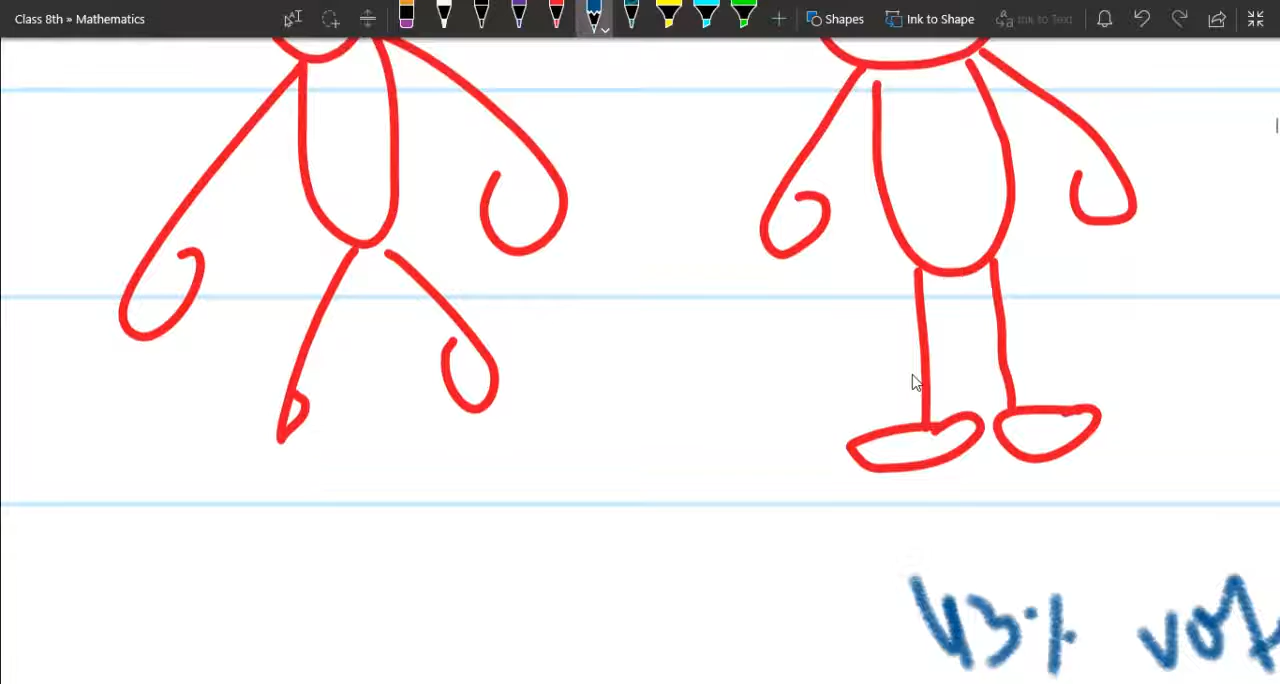 Class 8th » Mathematics
Shapes
Ink to Shape
Ink to Text
43%